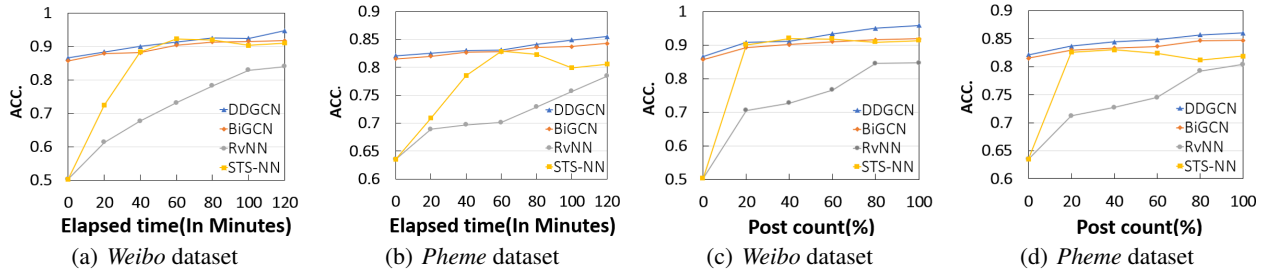 ACC.
1
0.9
0.8
0.7
0.6
0.5
DDGCN
BiGCN
RvNN
STS-NN
0 20 40 60 80 100 120
Elapsed time(In Minutes)
(a) Weibo dataset
ACC.
0.9
0.85
0.8
0.75
0.7
0.65
0.6
DDGCN
BiGCN
RvNN
STS-NN
0 20 40 60 80 100 120
Elapsed time(In Minutes)
(b) Pheme dataset
ACC.
1
0.9
0.8
0.7
0.6
0.5
DDGCN
BiGCN
RvNN
STS-NN
0 20 40 60 80 100
Post count(%)
(c) Weibo dataset
ACC.
0.9
0.85
0.8
0.75
0.7
0.65
0.6
DDGCN
BiGCN
RvNN
STS-NN
0 20 40 60 80 100
Post count(%)
(d) Pheme dataset